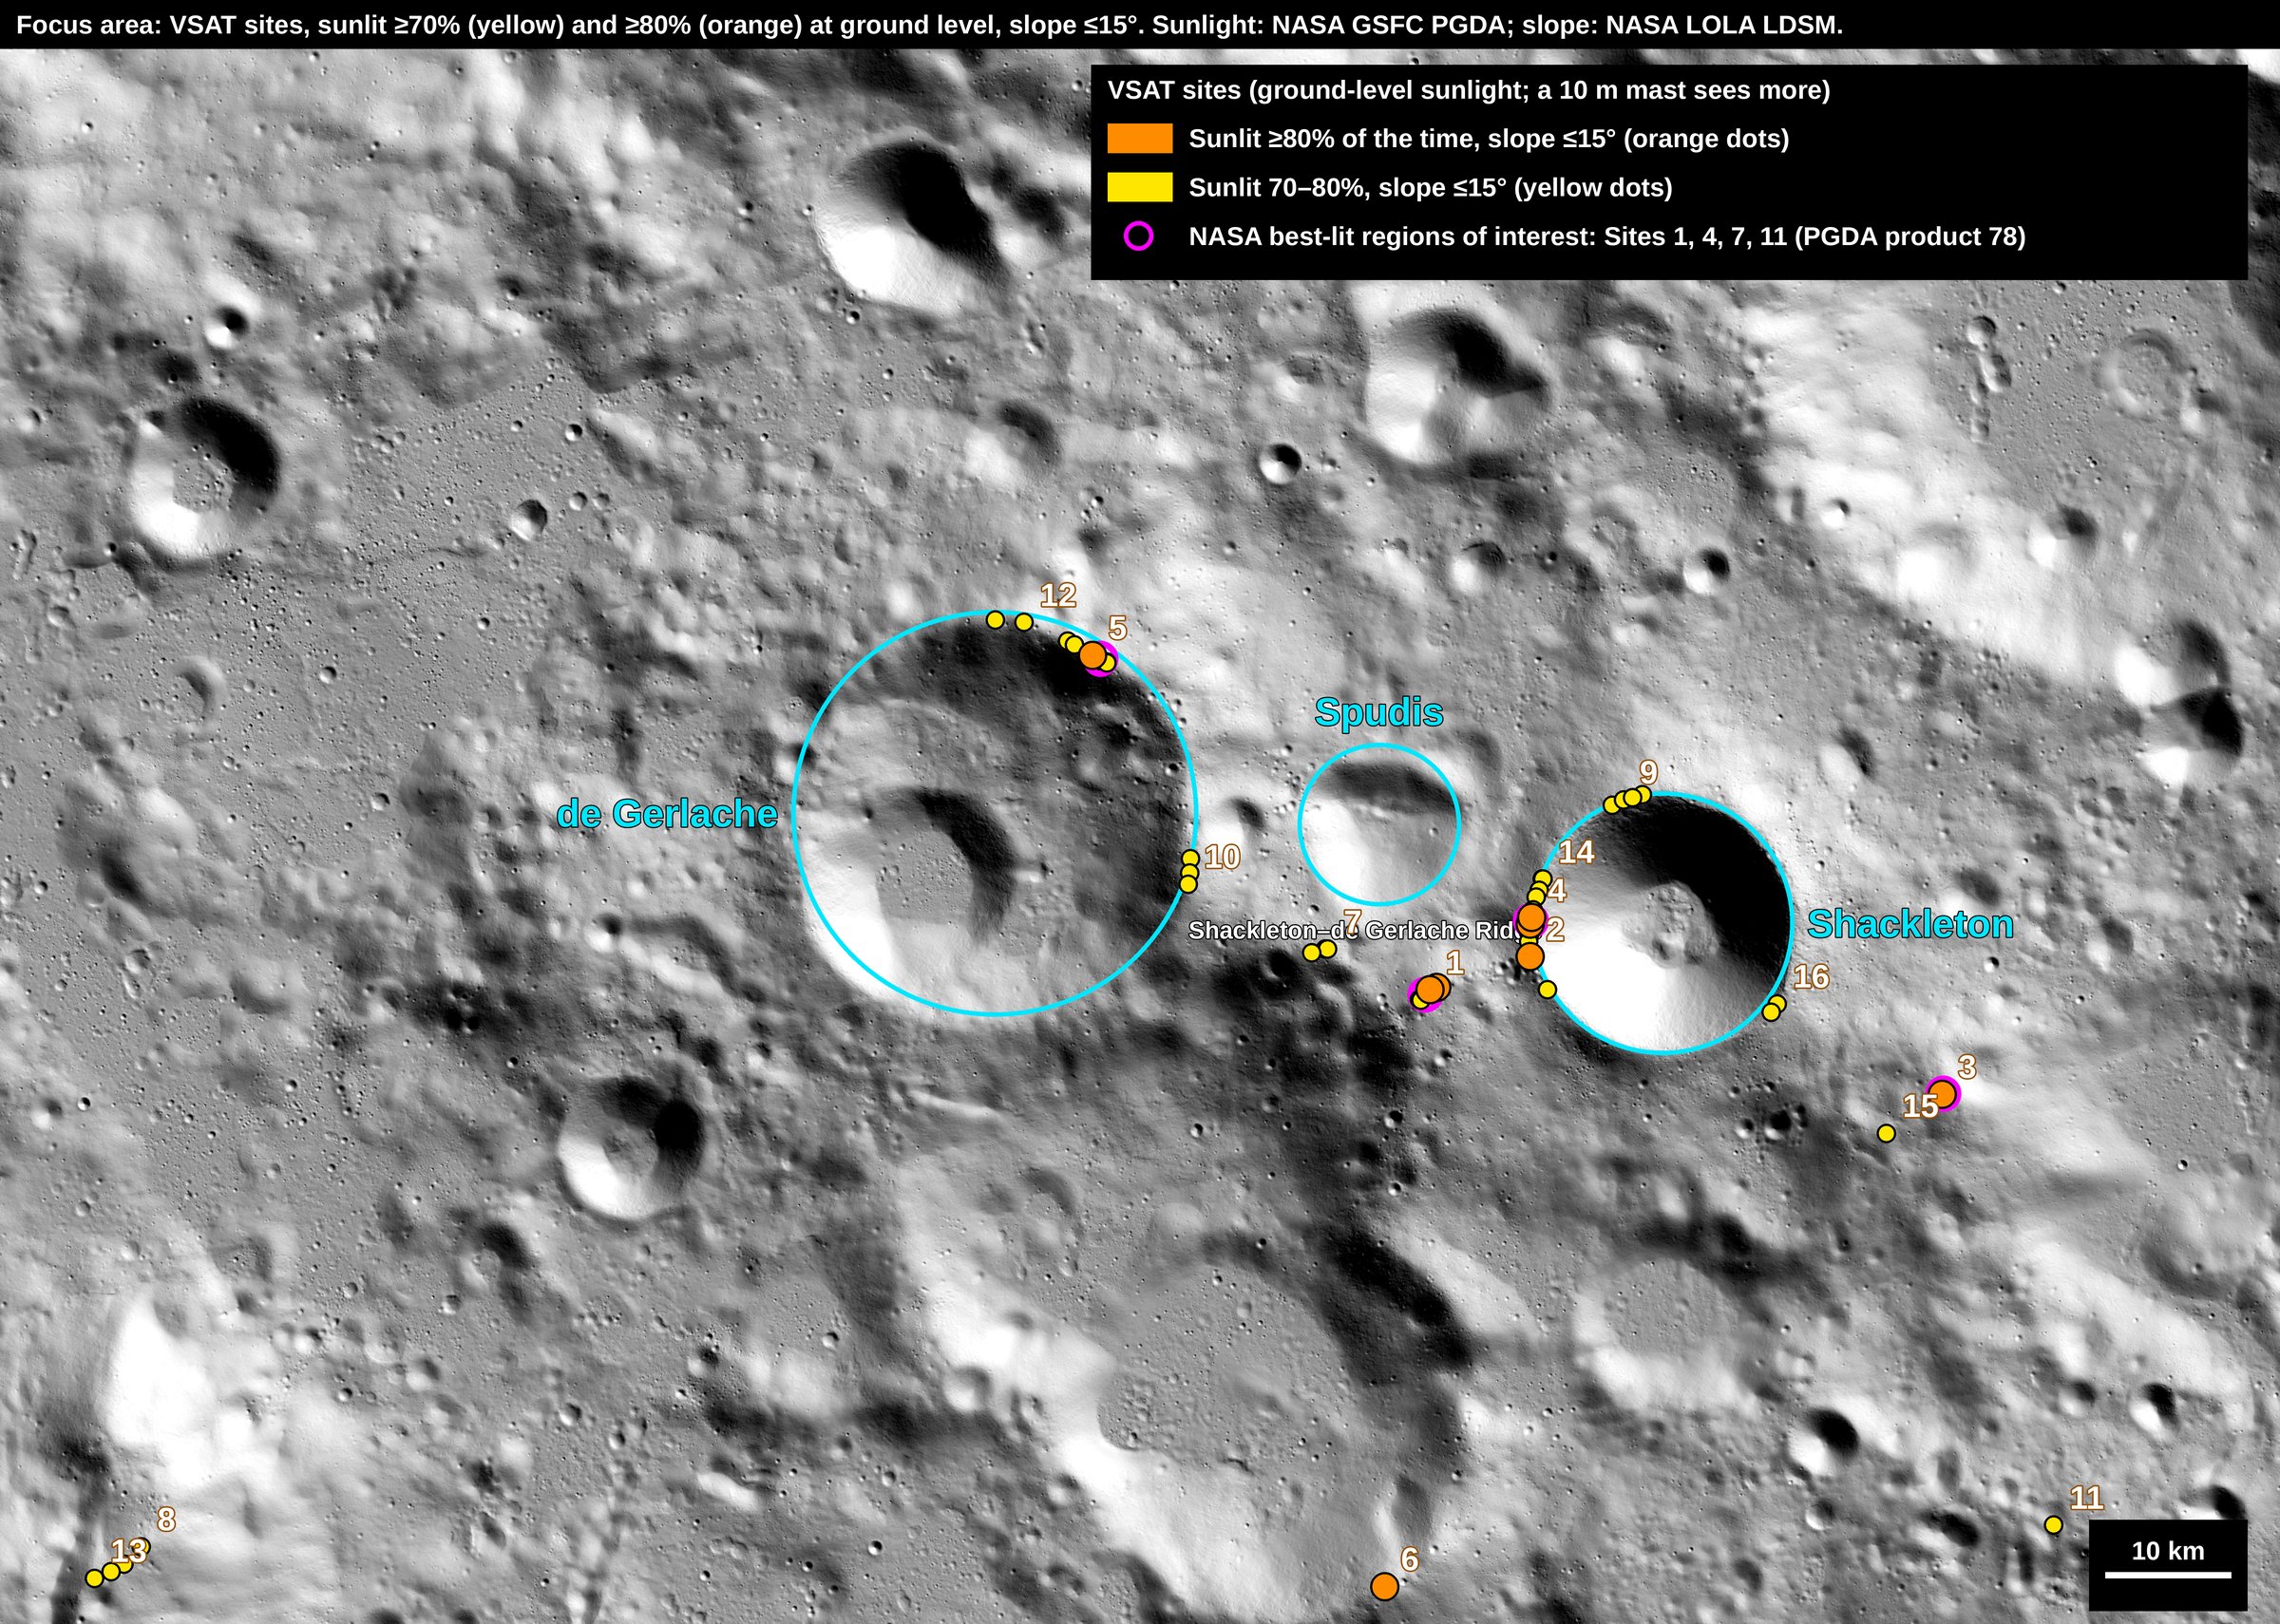 Focus area: VSAT sites, sunlit ≥70% (yellow) and ≥80% (orange) at ground level, slope ≤15°. Sunlight: NASA GSFC PGDA; slope: NASA LOLA LDSM.
VSAT sites (ground-level sunlight; a 10 m mast sees more)
Sunlit ≥80% of the time, slope ≤15° (orange dots)
Sunlit 70–80%, slope ≤15° (yellow dots)
NASA best-lit regions of interest: Sites 1, 4, 7, 11 (PGDA product 78)
12
5
Spudis
9
de Gerlache
10
14
4
7
Shackleton–de Gerlache Ridge
2
Shackleton
1
16
3
15
11
8
13
6
10 km